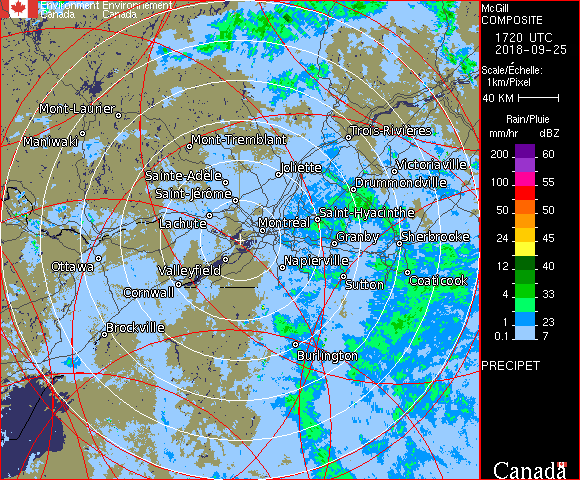 Environment Environnement
Canada Canada
McGill
COMPOSITE
1720 UTC
2018-09-25
Scale/Échelle:
1km/Pixel
40 KM
Rain/Pluie
mm/hr dBZ
200 60
100 55
50 50
24 45
12 40
4 33
1 23
0.1 7
PRECIPET
Canada
Mont-Laurier
Maniwaki
Mont-Tremblant
Trois-Rivières
Joliette
Victoriaville
Sainte-Adèle
Drummondville
Saint-Jérôme
Lachute
Saint-Hyacinthe
Montréal
Granby
Sherbrooke
Ottawa
Valleyfield
Napierville
Cornwall
Sutton
Coaticook
Brockville
Burlington